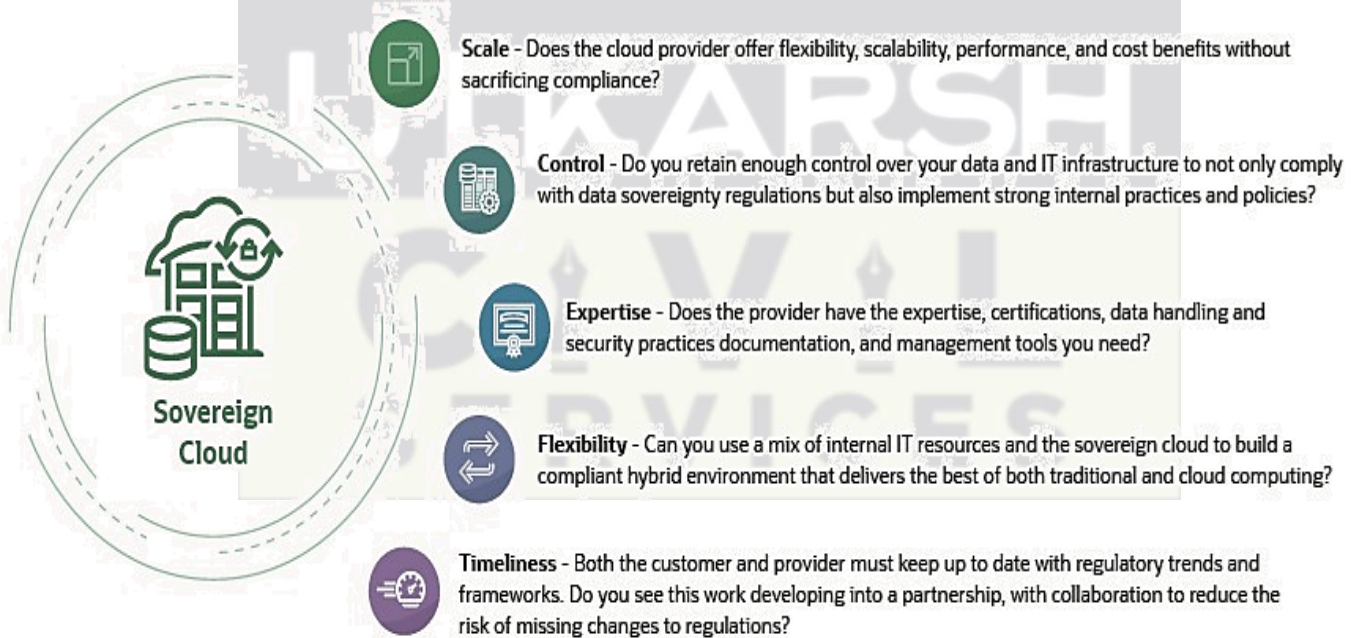 UTKARSH
CIVIL
SERVICES
Scale - Does the cloud provider offer flexibility, scalability, performance, and cost benefits without
sacrificing compliance?
Control - Do you retain enough control over your data and IT infrastructure to not only comply
with data sovereignty regulations but also implement strong internal practices and policies?
Expertise - Does the provider have the expertise, certifications, data handling and
security practices documentation, and management tools you need?
Sovereign
Cloud
Flexibility - Can you use a mix of internal IT resources and the sovereign cloud to build a
compliant hybrid environment that delivers the best of both traditional and cloud computing?
Timeliness - Both the customer and provider must keep up to date with regulatory trends and
frameworks. Do you see this work developing into a partnership, with collaboration to reduce the
risk of missing changes to regulations?